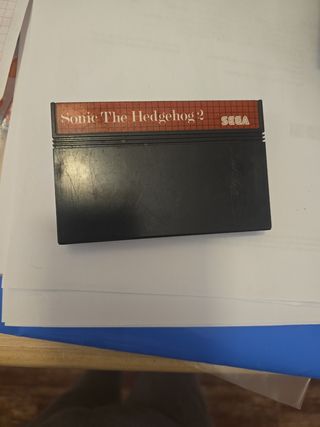 Sonic The Hedgehog 2 SEGA